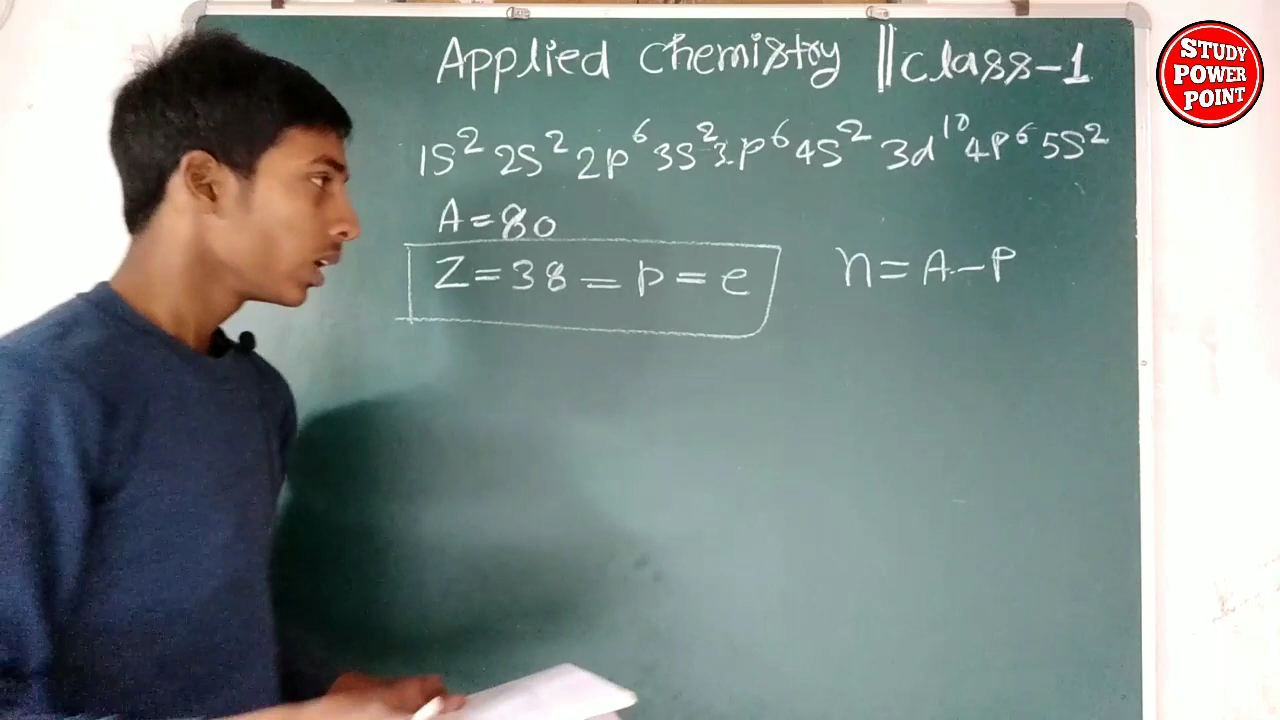 Applied Chemistry || Class-1
1S² 2S² 2p⁶ 3S² 3p⁶ 4S² 3d¹⁰ 4p⁶ 5S²
A = 80
Z = 38 = p = e
n = A - P
STUDY
POWER
POINT